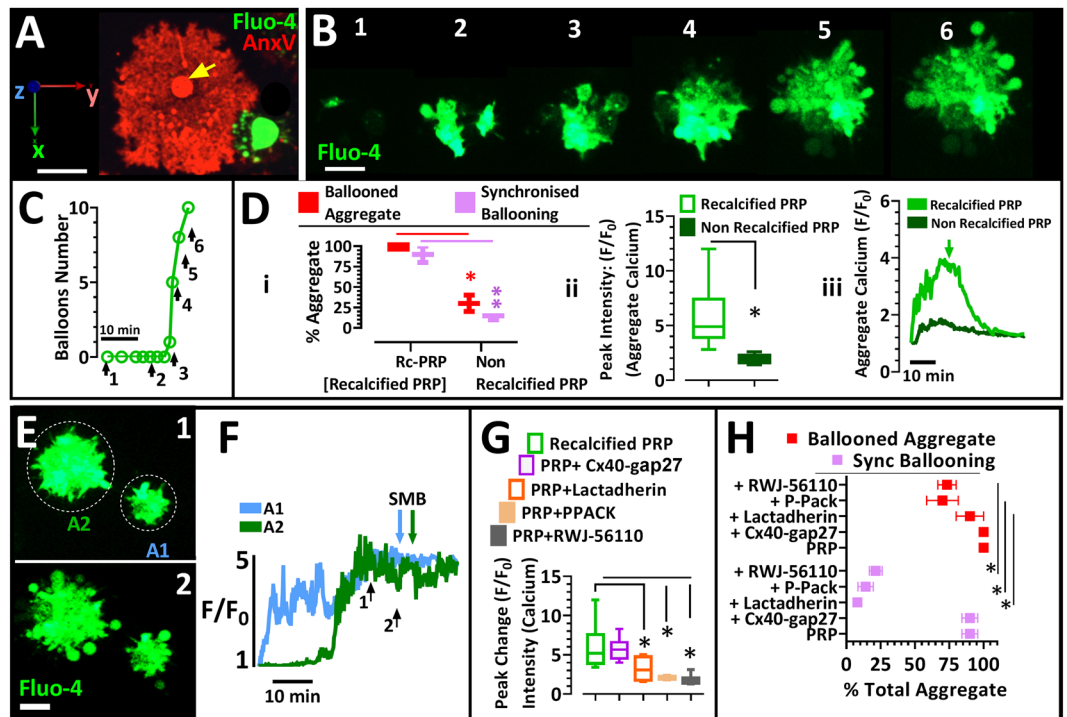 A
Fluo-4
AnxV
z
y
x
B
1
2
3
4
5
6
Fluo-4
C
Balloons Number
10
5
0
10 min
1
2
3
4
5
6
D
Ballooned
Aggregate
Synchronised
Ballooning
i
% Aggregate
100
75
50
25
0
*
*
*
Rc-PRP
[Recalcified PRP]
Non
Recalcified PRP
ii
Peak Intensity: (F/F0)
(Aggregate Calcium)
15
10
5
0
Recalcified PRP
Non Recalcified PRP
*
iii
Aggregate Calcium (F/F0)
6
4
2
0
Recalcified PRP
Non Recalcified PRP
10 min
E
1
A2
A1
2
Fluo-4
F
A1
A2
SMB
5
F/F0
1
1
2
10 min
G
Recalcified PRP
PRP+ Cx40-gap27
PRP+Lactadherin
PRP+PPACK
PRP+RWJ-56110
Peak Change (F/F0)
Intensity (Calcium)
15
10
5
0
*
*
*
H
Ballooned Aggregate
Sync Ballooning
+ RWJ-56110
+ P-Pack
+ Lactadherin
+ Cx40-gap27
PRP
+ RWJ-56110
+ P-Pack
+ Lactadherin
+ Cx40-gap27
PRP
*
*
*
0 25 50 75 100
% Total Aggregate